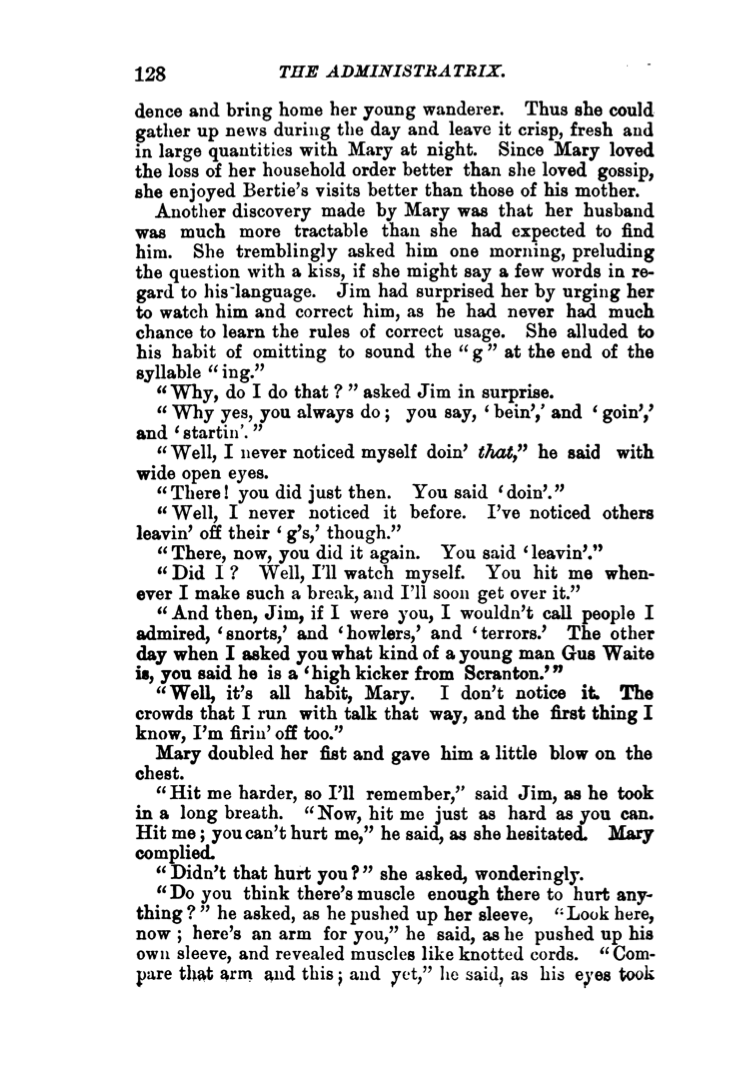 128 THE ADMINISTRATRIX.
dence and bring home her young wanderer. Thus she could
gather up news during the day and leave it crisp, fresh and
in large quantities with Mary at night. Since Mary loved
the loss of her household order better than she loved gossip,
she enjoyed Bertie's visits better than those of his mother.
Another discovery made by Mary was that her husband
was much more tractable than she had expected to find
him. She tremblingly asked him one morning, preluding
the question with a kiss, if she might say a few words in re-
gard to his language. Jim had surprised her by urging her
to watch him and correct him, as he had never had much
chance to learn the rules of correct usage. She alluded to
his habit of omitting to sound the "g" at the end of the
syllable "ing."
"Why, do I do that?" asked Jim in surprise.
"Why yes, you always do; you say, 'bein',' and 'goin','
and 'startin'.'"
"Well, I never noticed myself doin' that," he said with
wide open eyes.
"There! you did just then. You said 'doin'."
"Well, I never noticed it before. I've noticed others
leavin' off their 'g's,' though."
"There, now, you did it again. You said 'leavin'."
"Did I? Well, I'll watch myself. You hit me when-
ever I make such a break, and I'll soon get over it."
"And then, Jim, if I were you, I wouldn't call people I
admired, 'snorts,' and 'howlers,' and 'terrors.' The other
day when I asked you what kind of a young man Gus Waite
is, you said he is a 'high kicker from Scranton.'"
"Well, it's all habit, Mary. I don't notice it. The
crowds that I run with talk that way, and the first thing I
know, I'm firin' off too."
Mary doubled her fist and gave him a little blow on the
chest.
"Hit me harder, so I'll remember," said Jim, as he took
in a long breath. "Now, hit me just as hard as you can.
Hit me; you can't hurt me," he said, as she hesitated. Mary
complied.
"Didn't that hurt you?" she asked, wonderingly.
"Do you think there's muscle enough there to hurt any-
thing?" he asked, as he pushed up her sleeve, "Look here,
now; here's an arm for you," he said, as he pushed up his
own sleeve, and revealed muscles like knotted cords. "Com-
pare that arm and this; and yet," he said, as his eyes took